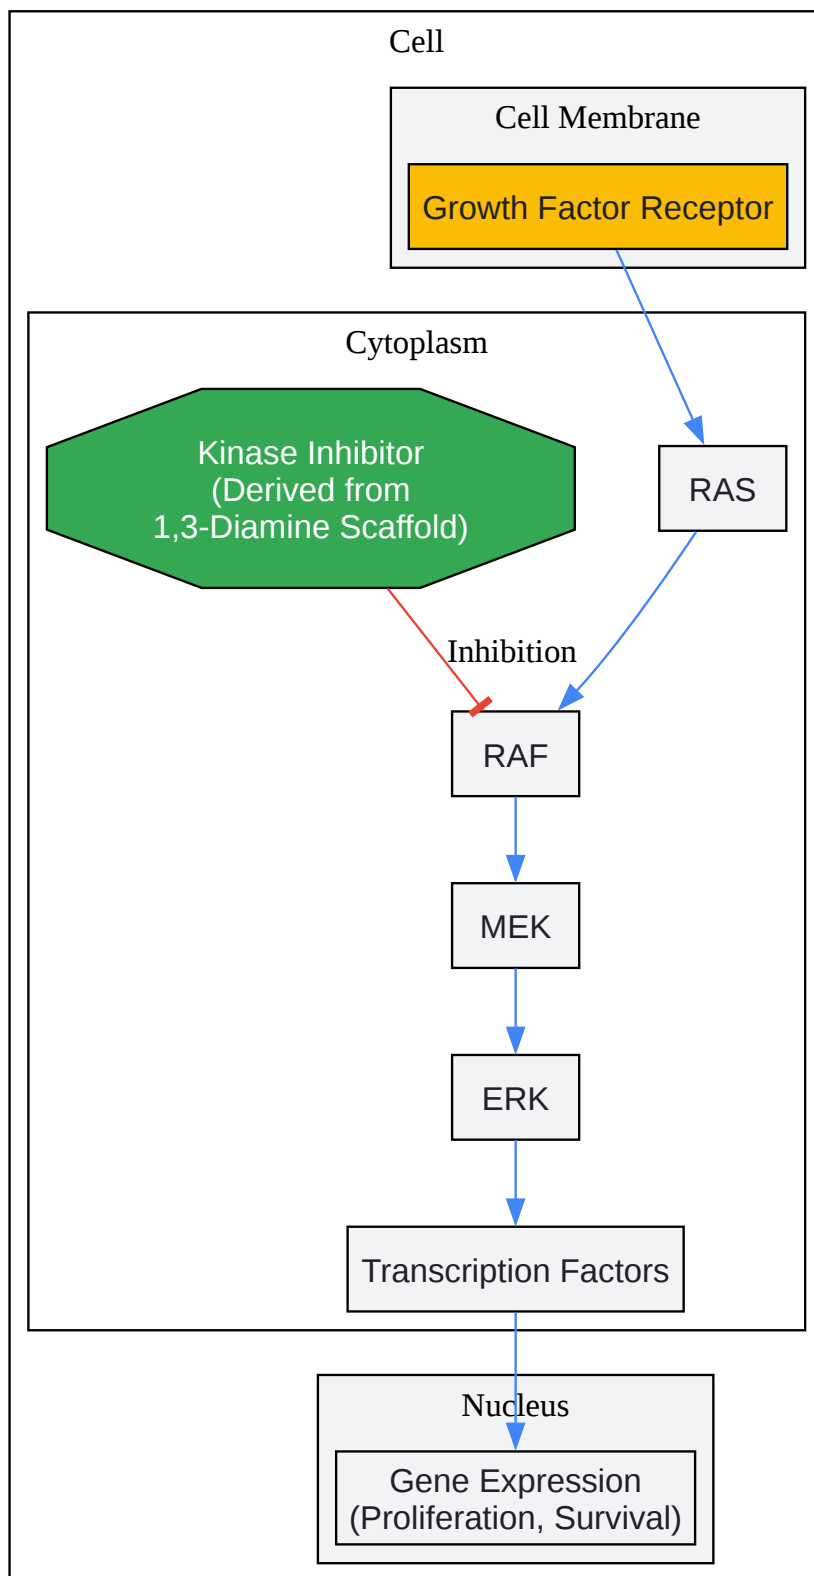 Cell
Cell Membrane
Growth Factor Receptor
Cytoplasm
Kinase Inhibitor
(Derived from
1,3-Diamine Scaffold)
RAS
Inhibition
RAF
MEK
ERK
Transcription Factors
Nucleus
Gene Expression
(Proliferation, Survival)